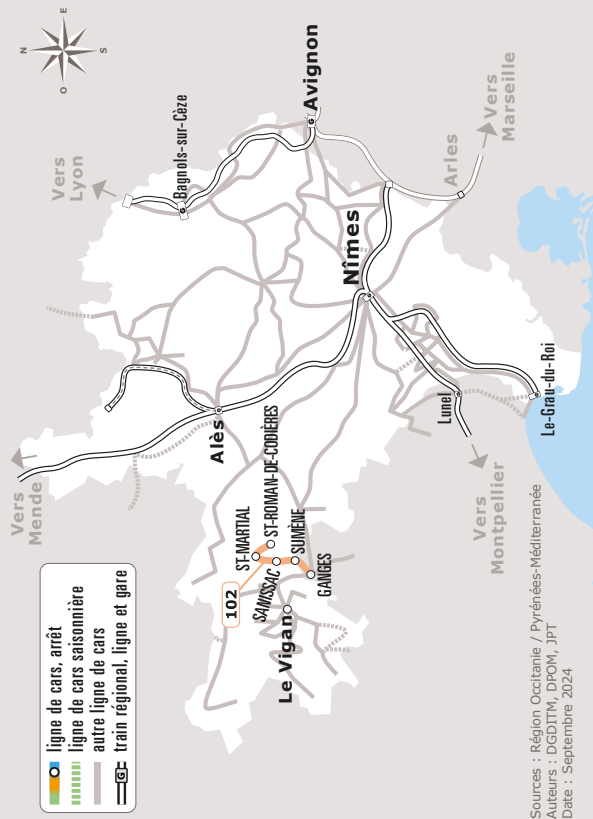 ligne de cars, arrêt
ligne de cars saisonnière
autre ligne de cars
G
train régional, ligne et gare
N
E
S
O
Vers
Mende
Vers
Lyon
Bagnols-sur-Cèze
G
Avignon
Alès
Nîmes
Arles
Vers
Marseille
102
ST-MARTIAL
ST-ROMAN-DE-CODIÈRES
SANISSAC
SUMÈNE
GANGES
Le Vigan
Lunel
Le-Grau-du-Roi
Vers
Montpellier
Sources : Région Occitanie / Pyrénées-Méditerranée
Auteurs : DGDITM, DPOM, JPT
Date : Septembre 2024